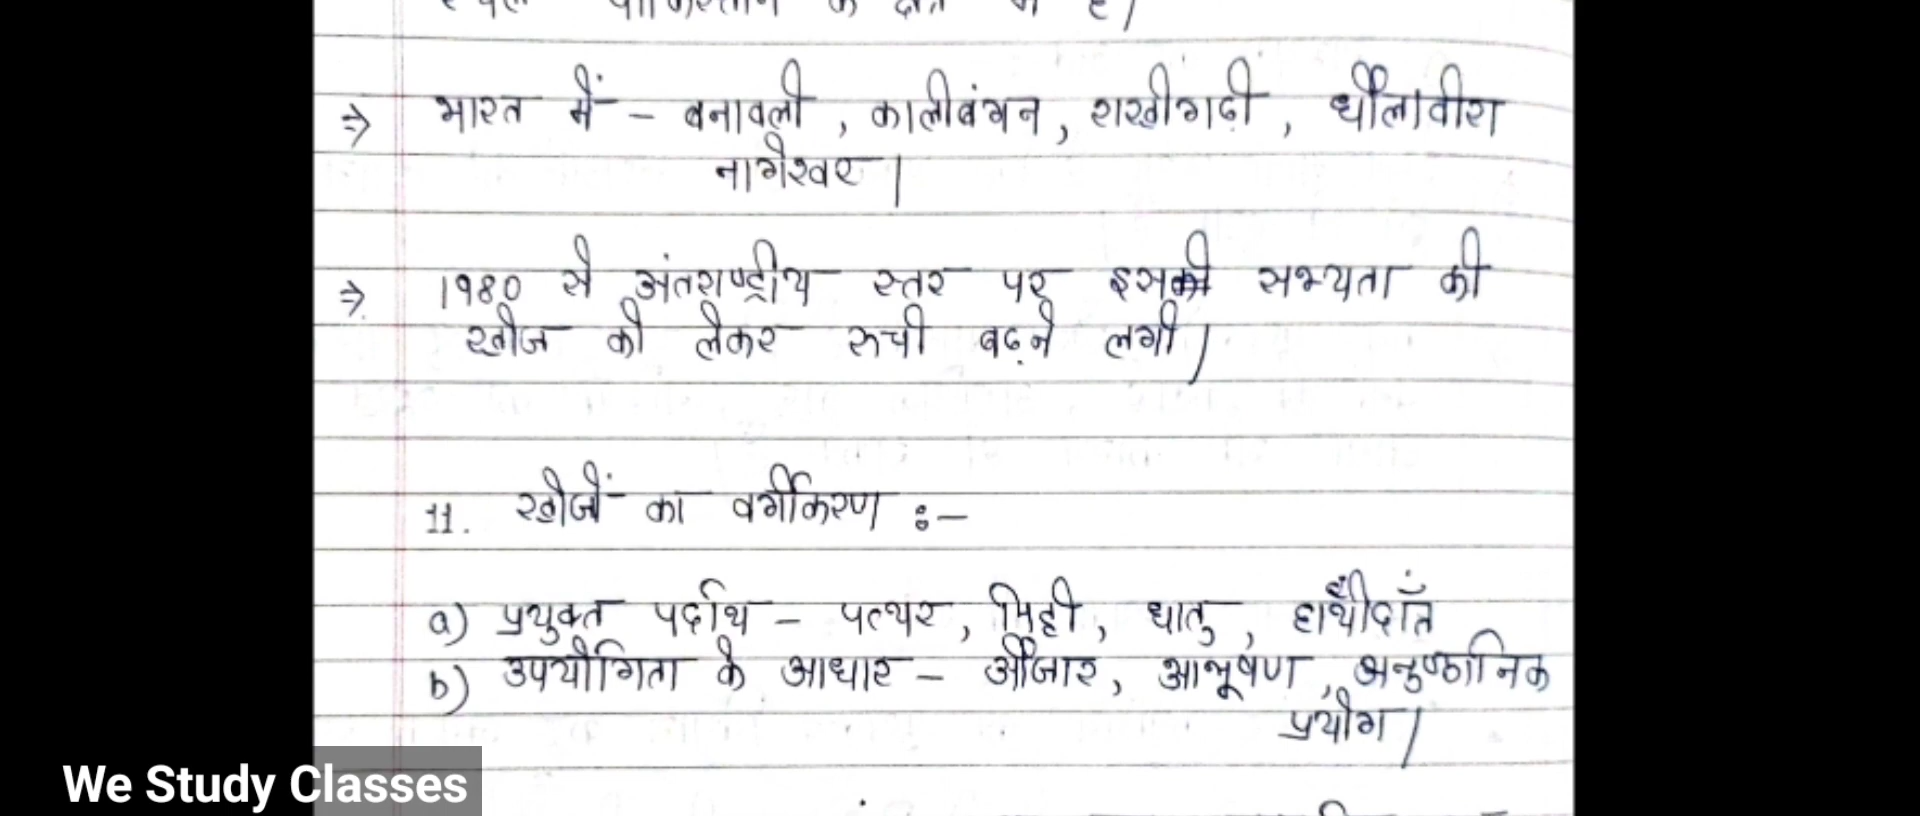 ⇒ भारत में - बनावली, कालीबंगन, राखीगढ़ी, धौलावीरा
नागेश्वर।
⇒ 1980 से अंतराष्ट्रीय स्तर पर इसकी सभ्यता की
खोज को लेकर रूची बढ़ने लगी।
11. खोजों का वर्गीकरण :-
a) प्रयुक्त पर्दाथ - पत्थर, मिट्टी, धातु, हाथीदाँत
b) उपयोगिता के आधार - औजार, आभूषण, अनुष्ठानिक
प्रयोग।
We Study Classes